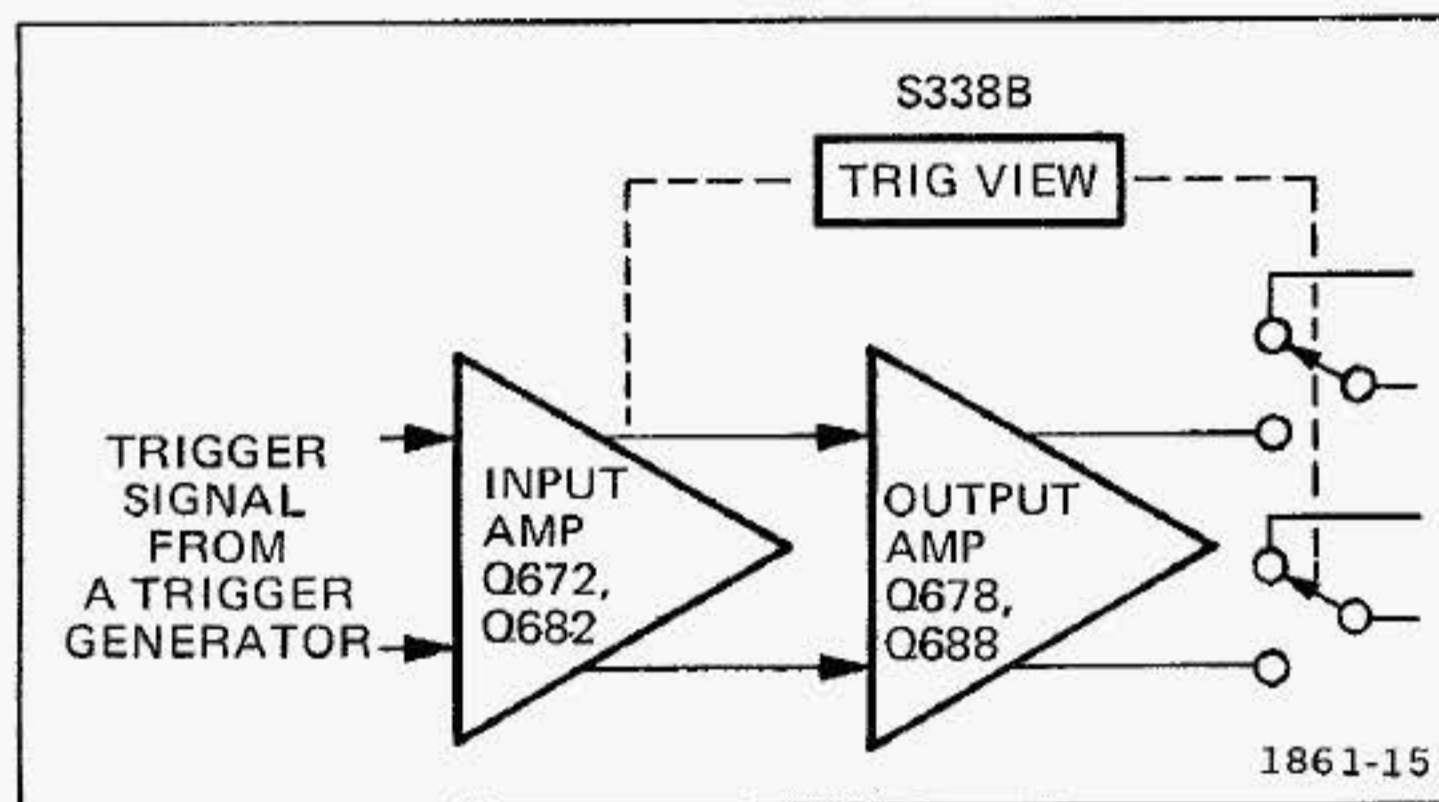 S338B
TRIG VIEW
TRIGGER
SIGNAL
FROM
A TRIGGER
GENERATOR
INPUT
AMP
Q672,
Q682
OUTPUT
AMP
Q678,
Q688
1861-15